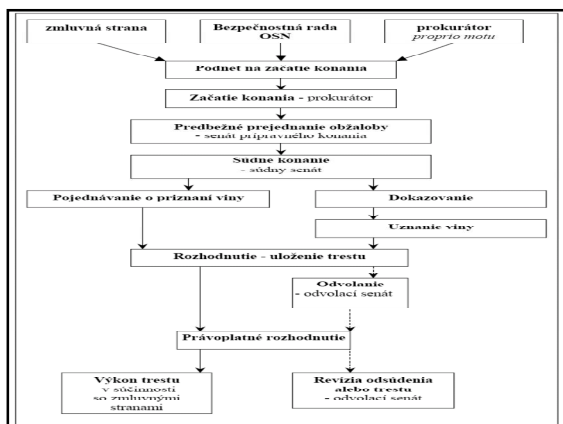 zmluvná strana
Bezpečnostná rada
OSN
prokurátor
proprio motu
Podnet na začatie konania
Začatie konania - prokurátor
Predbežné prejednanie obžaloby
- senát prípravného konania
Súdne konanie
- súdny senát
Pojednávanie o priznaní viny
Dokazovanie
Uznanie viny
Rozhodnutie - uloženie trestu
Odvolanie
- odvolací senát
Právoplatné rozhodnutie
Výkon trestu
v súčinnosti
so zmluvnými
stranami
Revízia odsúdenia
alebo trestu
- odvolací senát